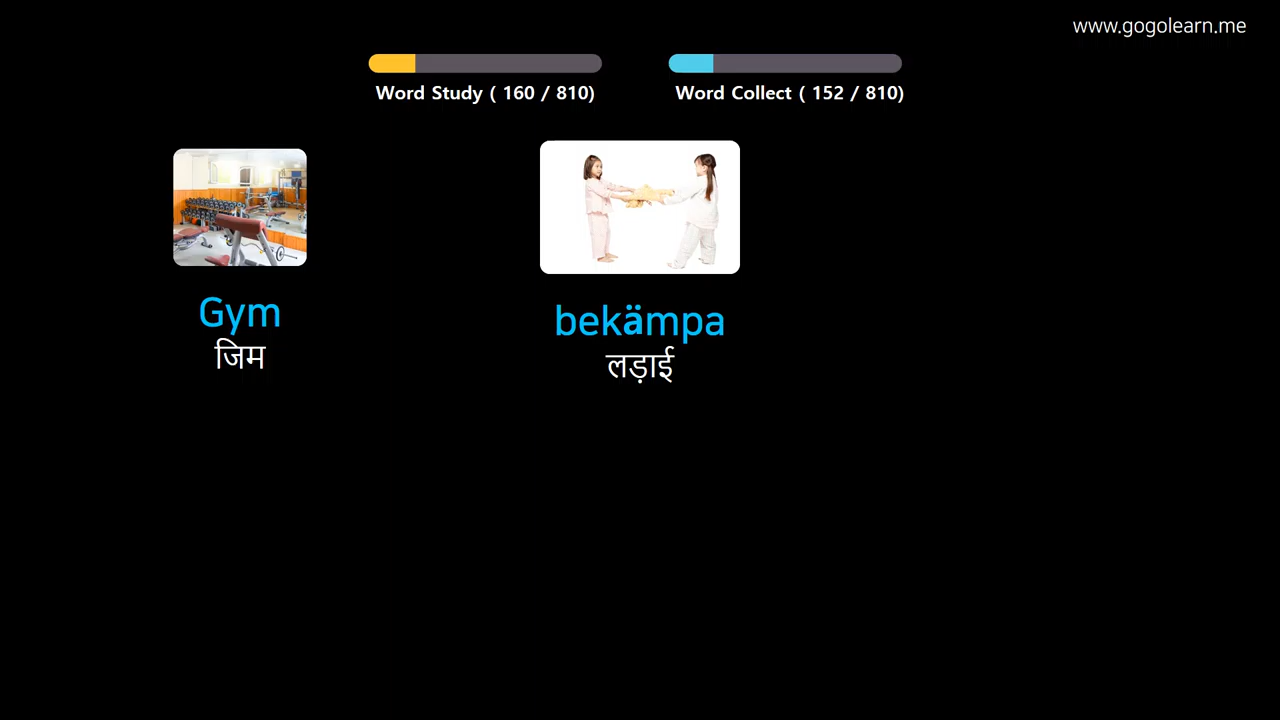 www.gogolearn.me
Word Study ( 160 / 810)
Word Collect ( 152 / 810)
Gym
जिम
bekämpa
लड़ाई